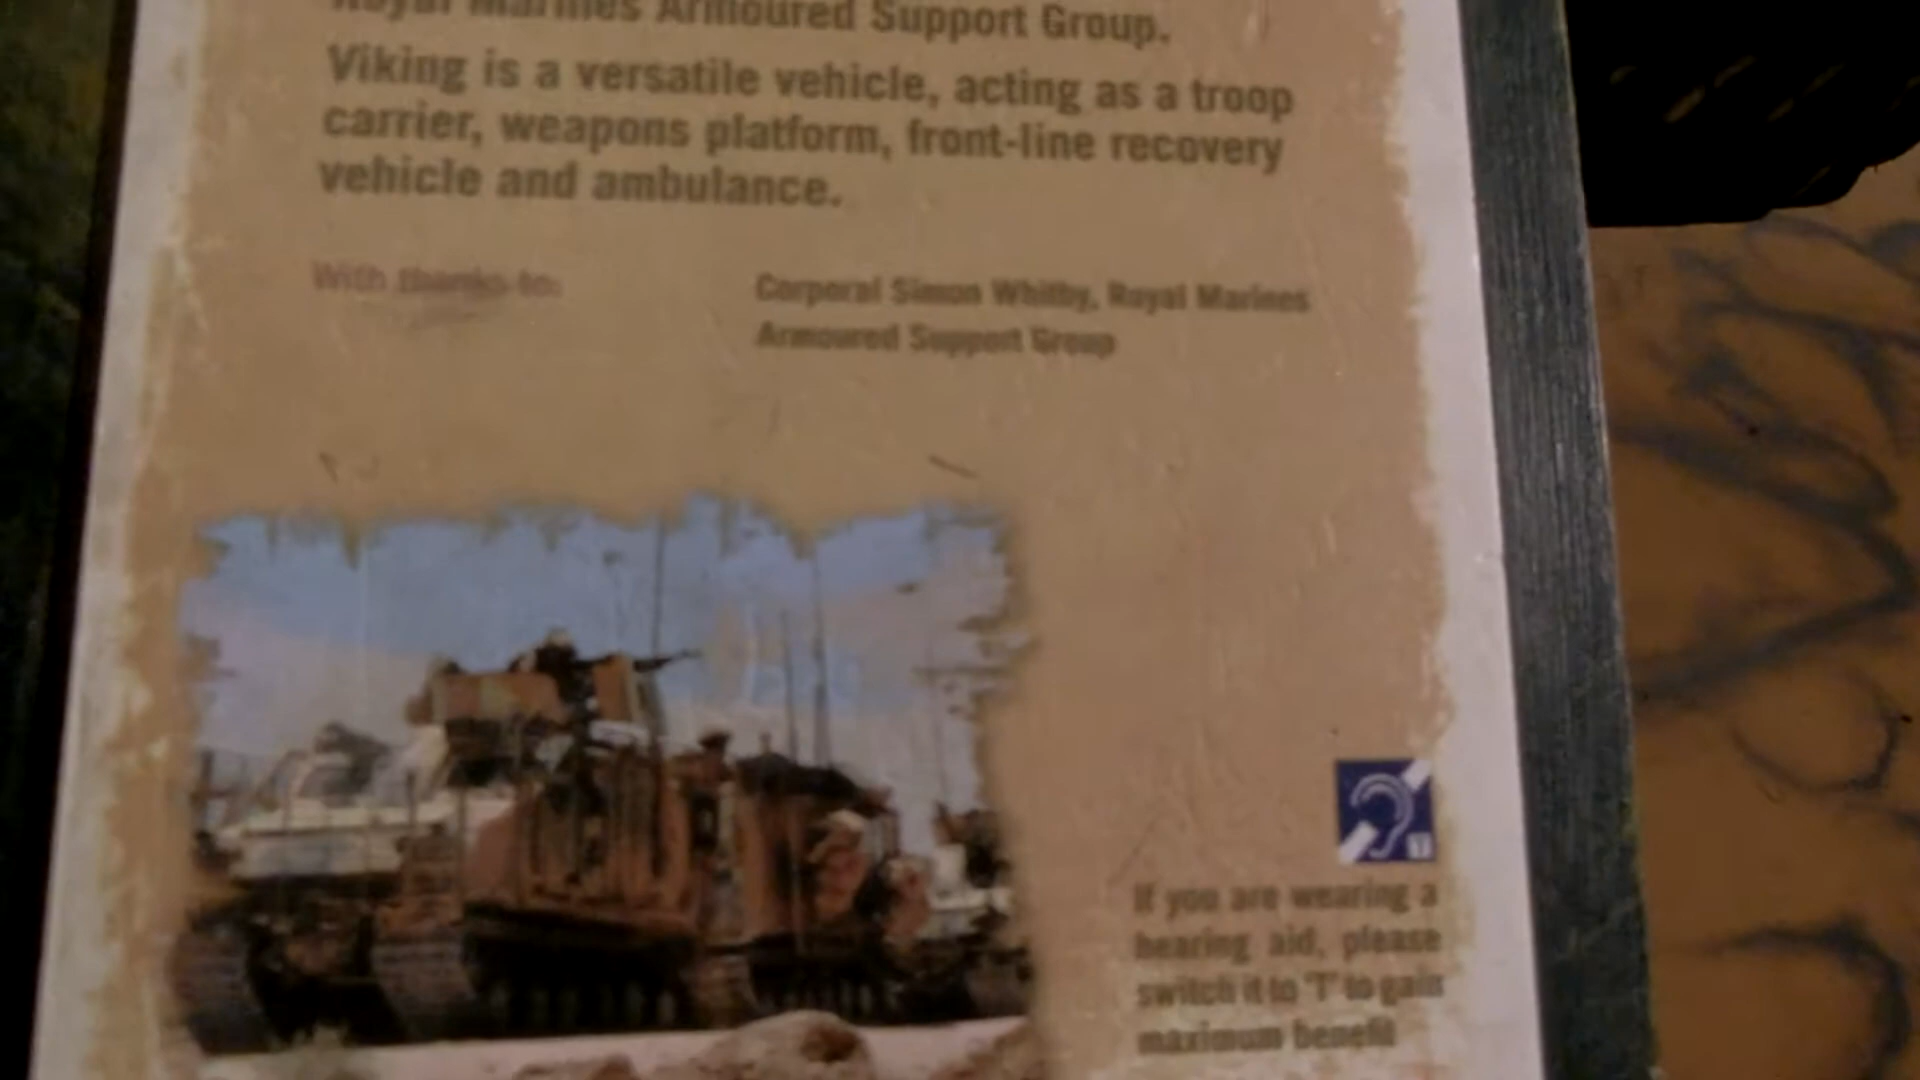 Royal Marines Armoured Support Group.
Viking is a versatile vehicle, acting as a troop
carrier, weapons platform, front-line recovery
vehicle and ambulance.
With thanks to:
Corporal Simon Whitby, Royal Marines
Armoured Support Group
T
If you are wearing a
hearing aid, please
switch it to 'T' to gain
maximum benefit